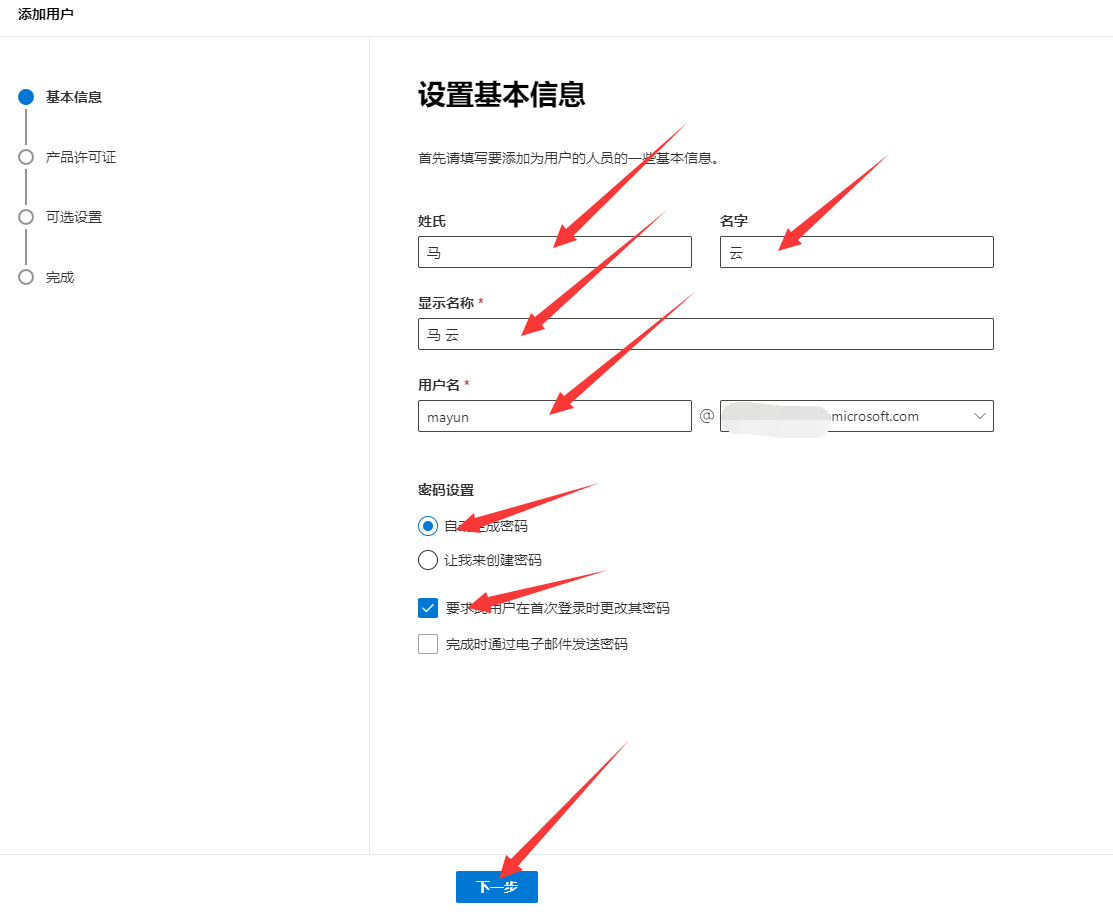 添加用户
基本信息
产品许可证
可选设置
完成
设置基本信息
首先请填写要添加为用户的人员的一些基本信息。
姓氏 名字
马 云
显示名称 *
马 云
用户名 *
mayun @ microsoft.com
密码设置
自动生成密码
让我来创建密码
要求此用户在首次登录时更改其密码
完成时通过电子邮件发送密码
下一步